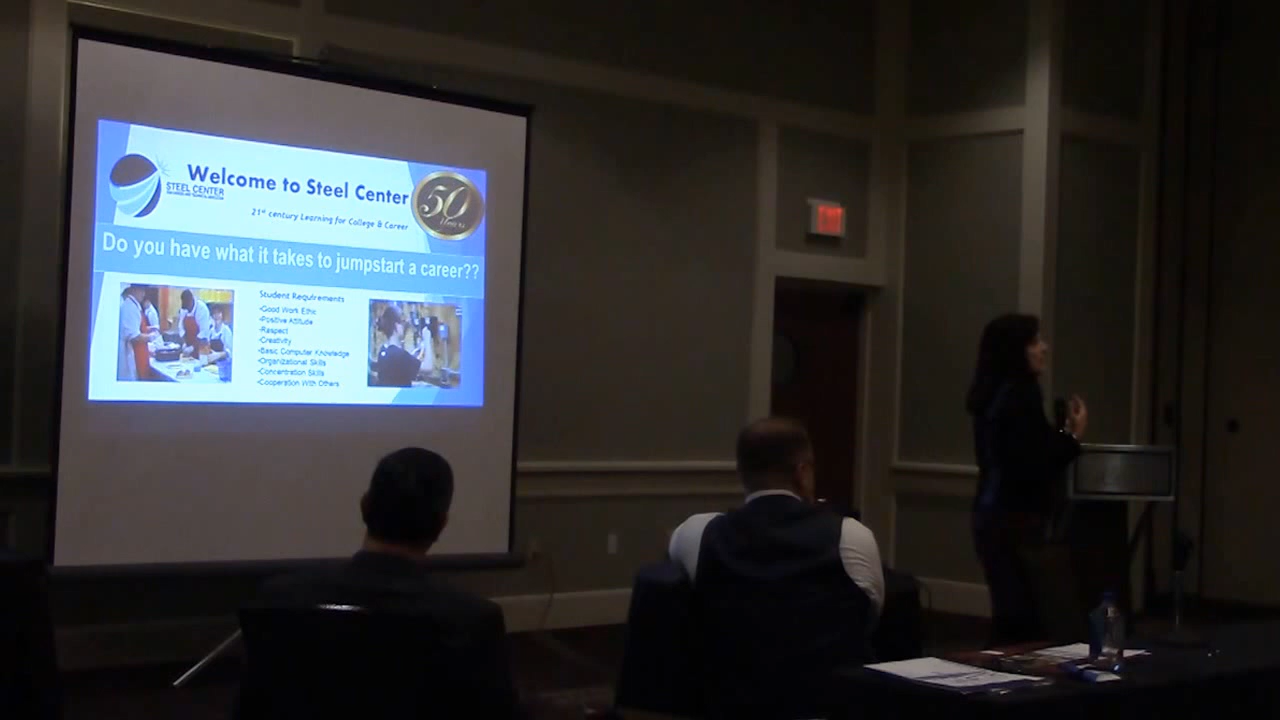 Welcome to Steel Center
STEEL CENTER
50
Years
21st century Learning for College & Career
Do you have what it takes to jumpstart a career??
Student Requirements
•Good Work Ethic
•Positive Attitude
•Respect
•Creativity
•Basic Computer Knowledge
•Organizational Skills
•Concentration Skills
•Cooperation With Others
EXIT